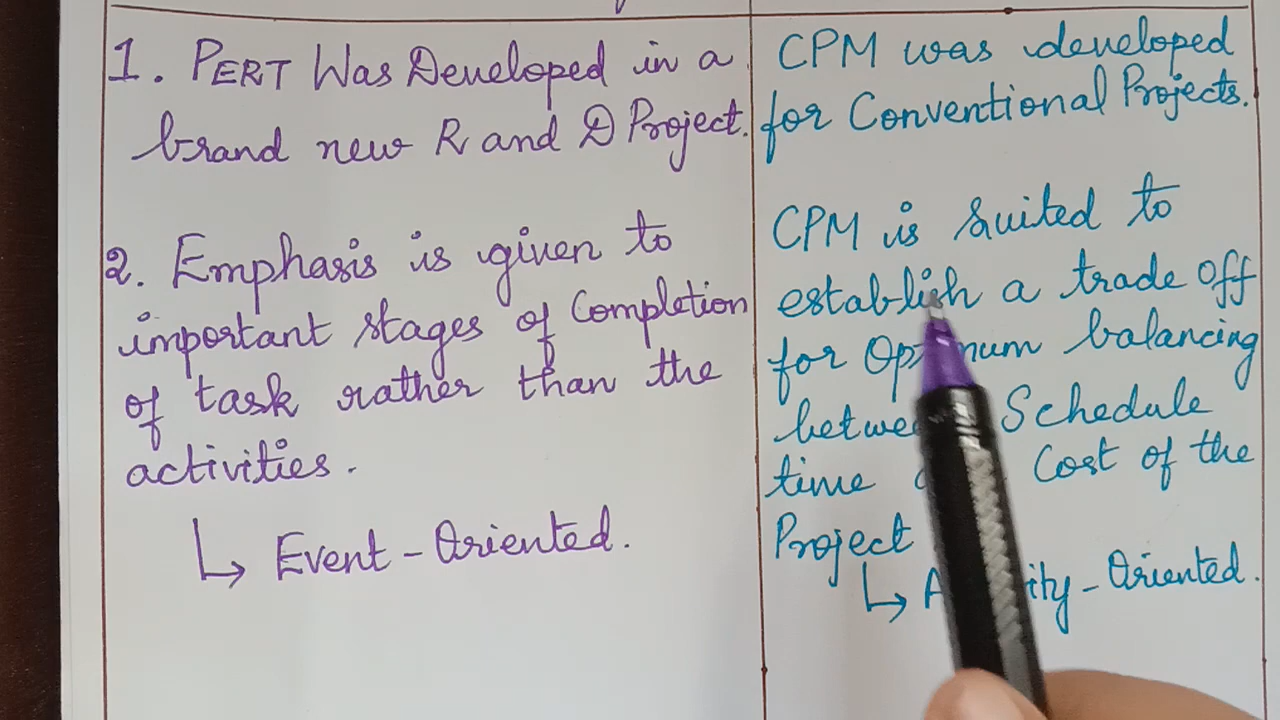 1. PERT Was Developed in a
brand new R and D Project.
2. Emphasis is given to
important stages of Completion
of task rather than the
activities.
↳ Event-Oriented.
CPM was developed
for Conventional Projects.
CPM is suited to
establish a trade off
for balancing
Schedule
time Cost of the
Project
↳ -Oriented.